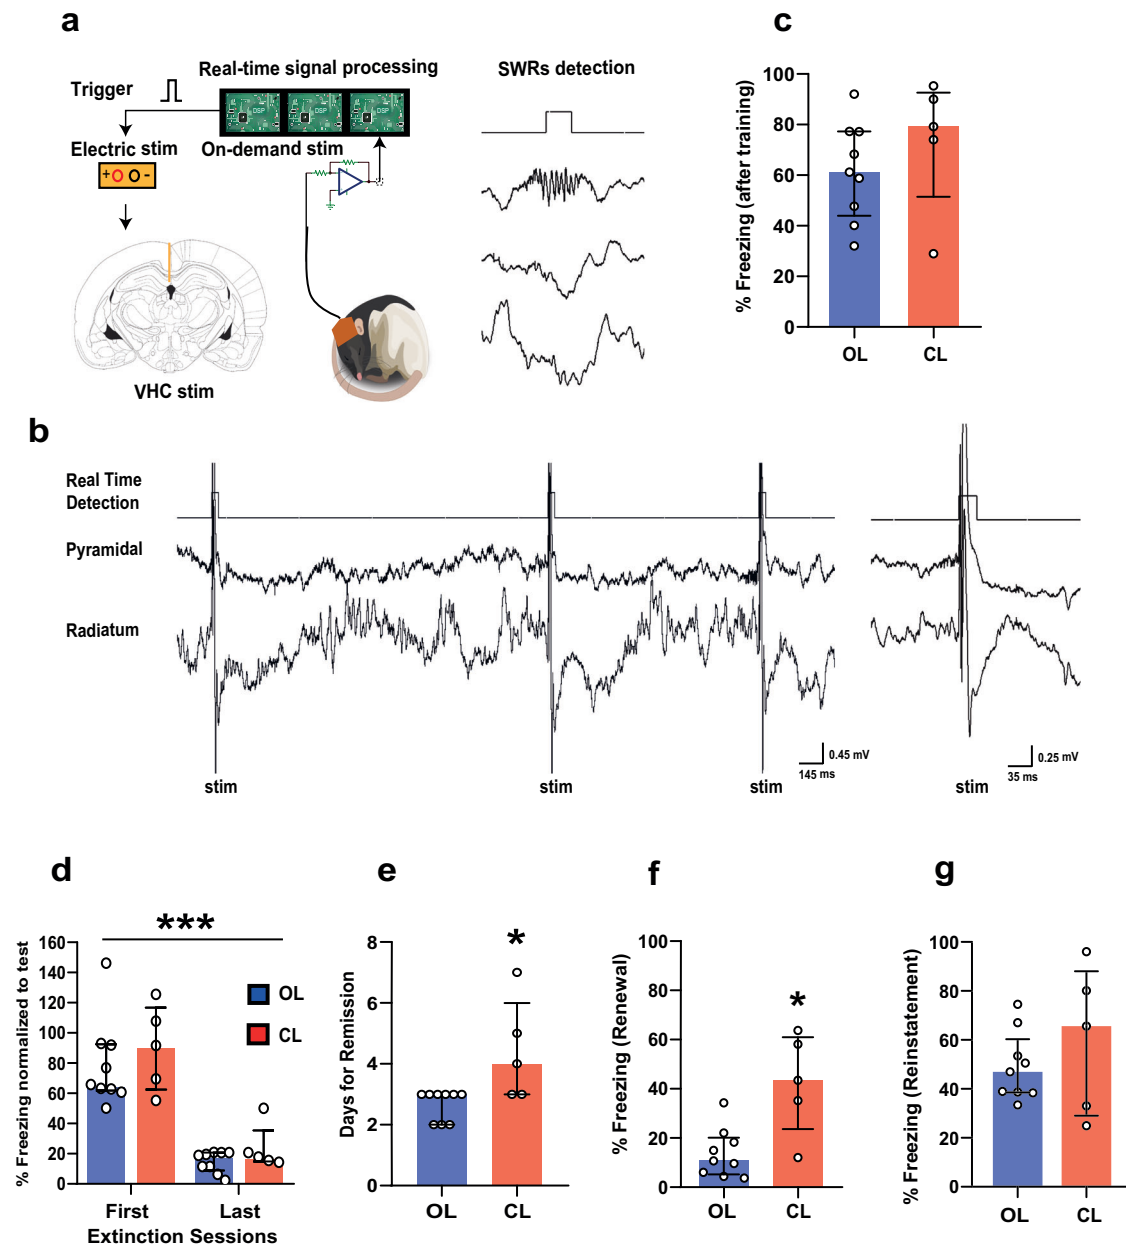 a
Real-time signal processing
Trigger
DSP DSP DSP
Electric stim
On-demand stim
+ -
VHC stim
SWRs detection
c
% Freezing (after training)
100
80
60
40
20
0
OL CL
b
Real Time
Detection
Pyramidal
Radiatum
stim stim stim
0.45 mV
145 ms
stim
0.25 mV
35 ms
d
% Freezing normalized to test
160
140
120
100
80
60
40
20
0
***
OL
CL
First Last
Extinction Sessions
e
Days for Remission
8
6
4
2
0
*
OL CL
f
% Freezing (Renewal)
100
80
60
40
20
0
*
OL CL
g
% Freezing (Reinstatement)
100
80
60
40
20
0
OL CL